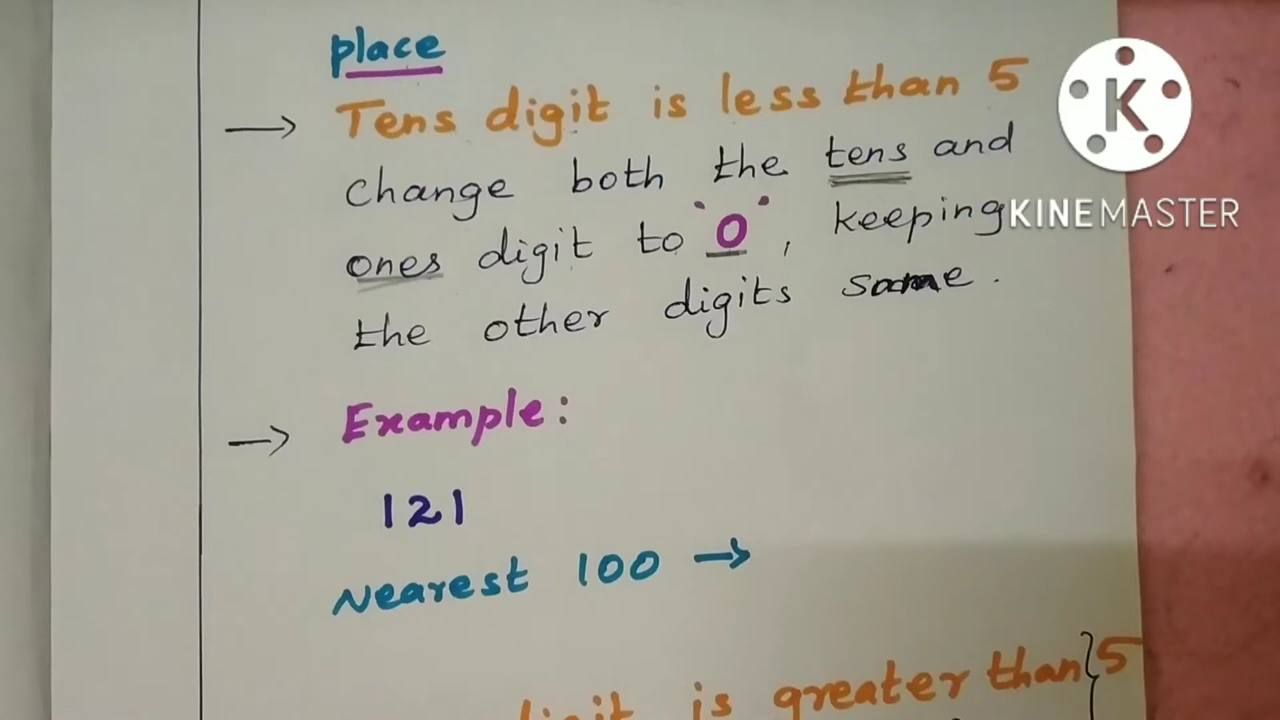 place
→ Tens digit is less than 5
change both the tens and
ones digit to '0', keeping
the other digits same.
→ Example:
121
Nearest 100 →
digit is greater than 5
K
KINEMASTER